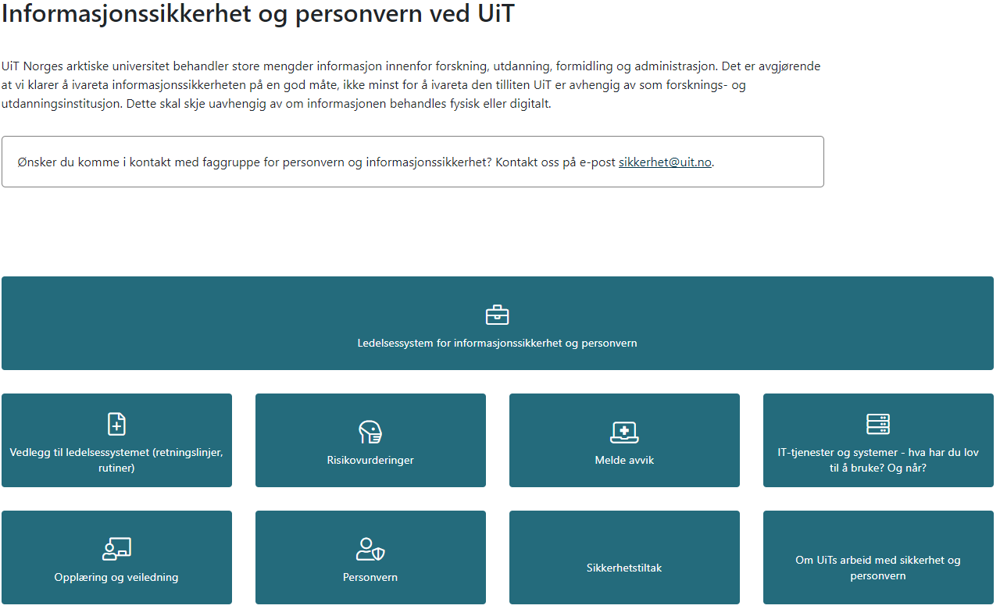 Informasjonssikkerhet og personvern ved UiT
UiT Norges arktiske universitet behandler store mengder informasjon innenfor forskning, utdanning, formidling og administrasjon. Det er avgjørende
at vi klarer å ivareta informasjonssikkerheten på en god måte, ikke minst for å ivareta den tilliten UiT er avhengig av som forsknings- og
utdanningsinstitusjon. Dette skal skje uavhengig av om informasjonen behandles fysisk eller digitalt.
Ønsker du komme i kontakt med faggruppe for personvern og informasjonssikkerhet? Kontakt oss på e-post sikkerhet@uit.no.
Ledelsessystem for informasjonssikkerhet og personvern
Vedlegg til ledelsessystemet (retningslinjer,
rutiner)
Risikovurderinger
Melde avvik
IT-tjenester og systemer - hva har du lov
til å bruke? Og når?
Opplæring og veiledning
Personvern
Sikkerhetstiltak
Om UiTs arbeid med sikkerhet og
personvern